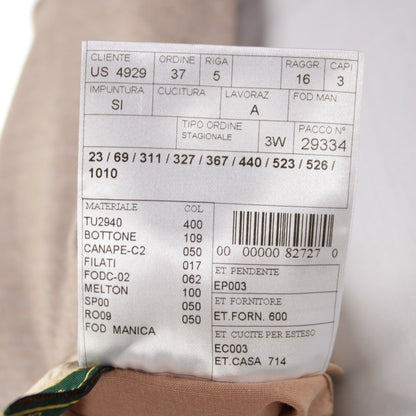 CLIENTE ORDINE RIGA RAGGR CAPI
US 4929 37 5 16 3
IMPUNTURA CUCITURA LAVORAZ FOD MAN
SI A
TIPO ORDINE PACCO N°
STAGIONALE 3W 29334
23 / 69 / 311 / 327 / 367 / 440 / 523 / 526 /
1010
MATERIALE COL
TU2940 400
BOTTONE 109
CANAPE-C2 050
FILATI 017
FODC-02 062
MELTON 100
SP00 050
RO09 050
FOD MANICA
00 00000 82727 0
ET PENDENTE
EP003
ET FORNITORE
ET.FORN. 600
ET CUCITE PER ESTESO
EC003
ET.CASA 714